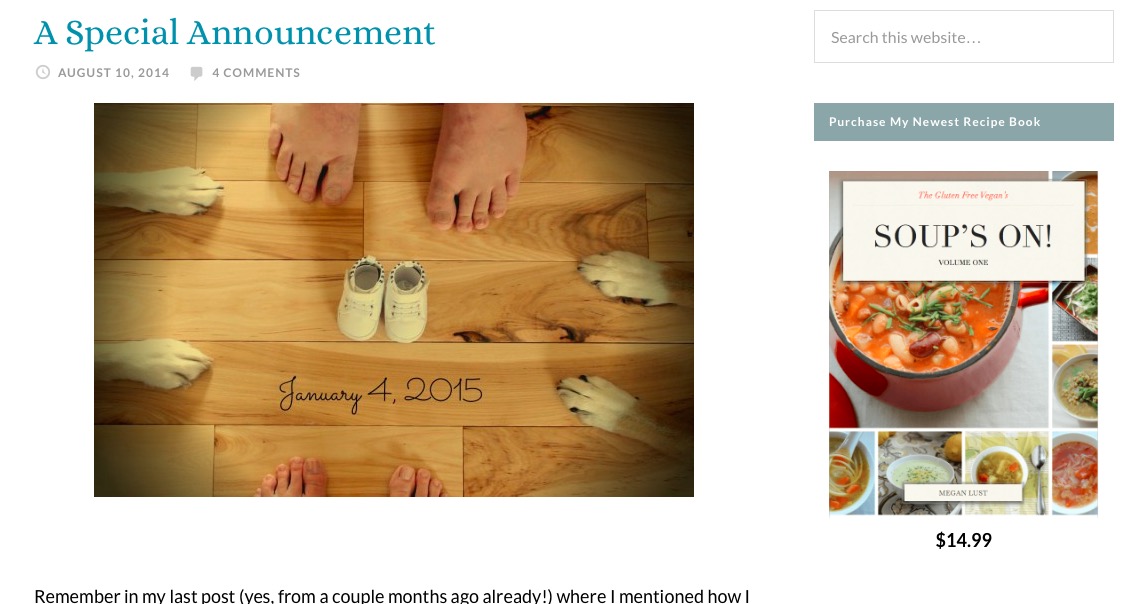 A Special Announcement
AUGUST 10, 2014 4 COMMENTS
January 4, 2015
Remember in my last post (yes, from a couple months ago already!) where I mentioned how I
Search this website...
Purchase My Newest Recipe Book
The Gluten Free Vegan's
SOUP'S ON!
VOLUME ONE
MEGAN LUST
$14.99